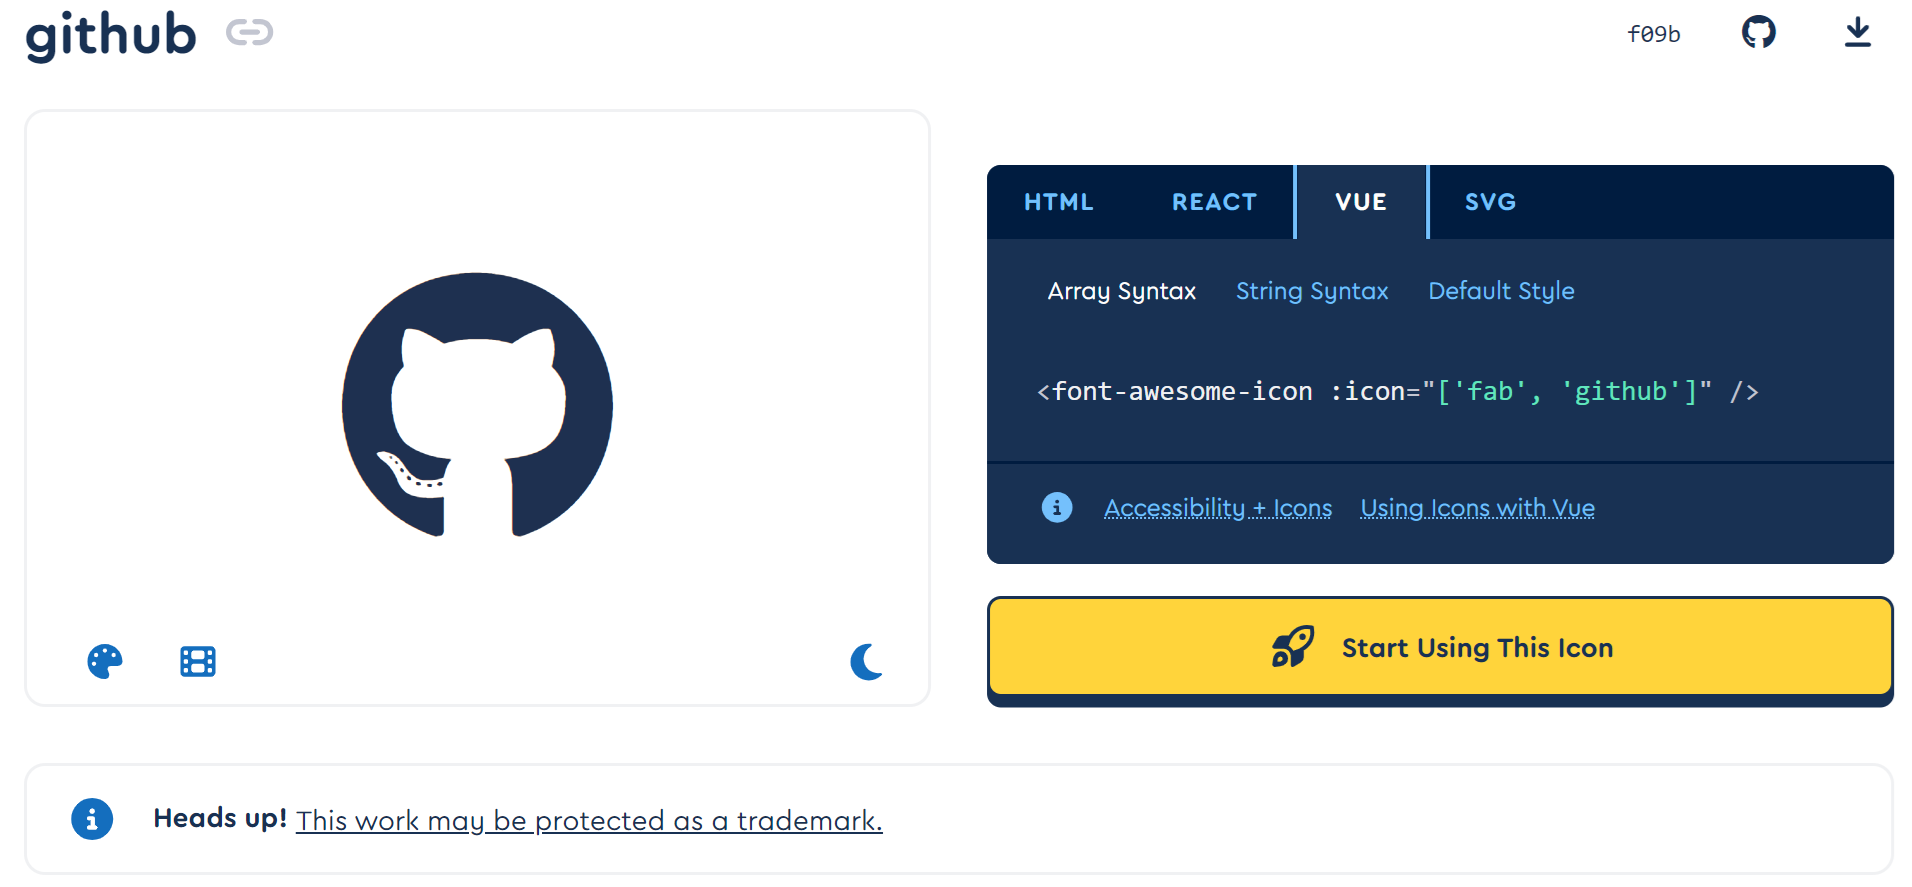 github
f09b
HTML REACT VUE SVG
Array Syntax String Syntax Default Style
<font-awesome-icon :icon="['fab', 'github']" />
Accessibility + Icons Using Icons with Vue
Start Using This Icon
Heads up! This work may be protected as a trademark.